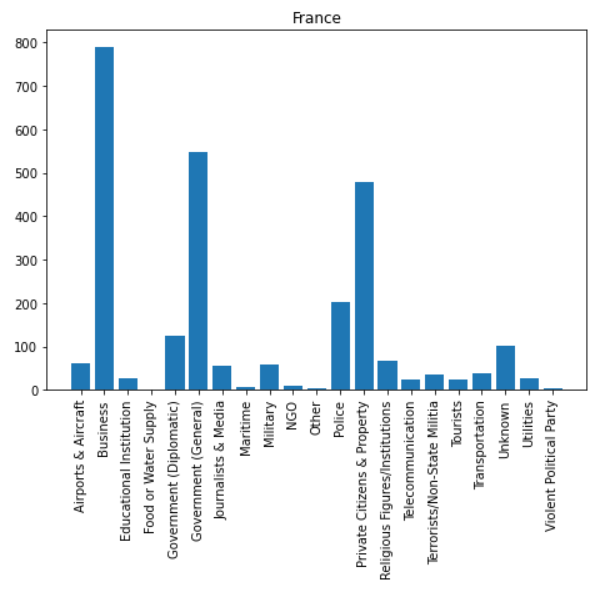 France
800
700
600
500
400
300
200
100
0
Airports & Aircraft
Business
Educational Institution
Food or Water Supply
Government (Diplomatic)
Government (General)
Journalists & Media
Maritime
Military
NGO
Other
Police
Private Citizens & Property
Religious Figures/Institutions
Telecommunication
Terrorists/Non-State Militia
Tourists
Transportation
Unknown
Utilities
Violent Political Party